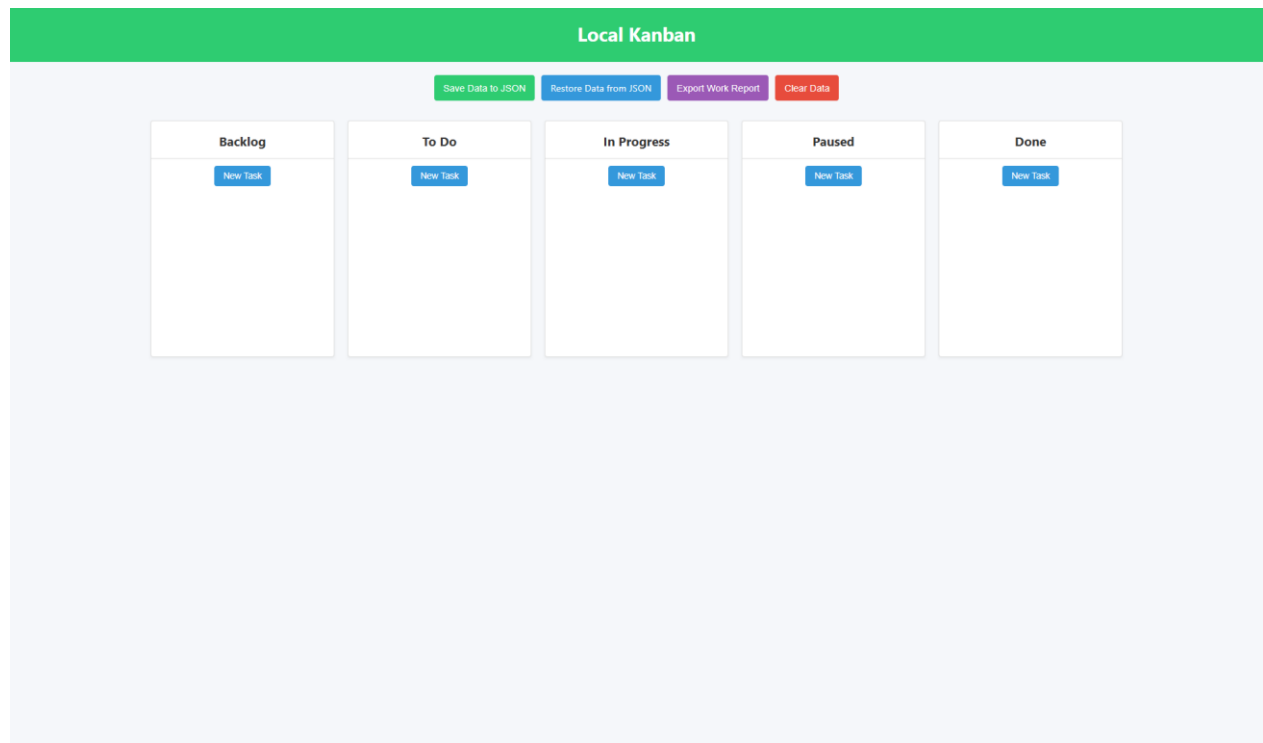 Local Kanban
Save Data to JSON Restore Data from JSON Export Work Report Clear Data
Backlog To Do In Progress Paused Done
New Task New Task New Task New Task New Task